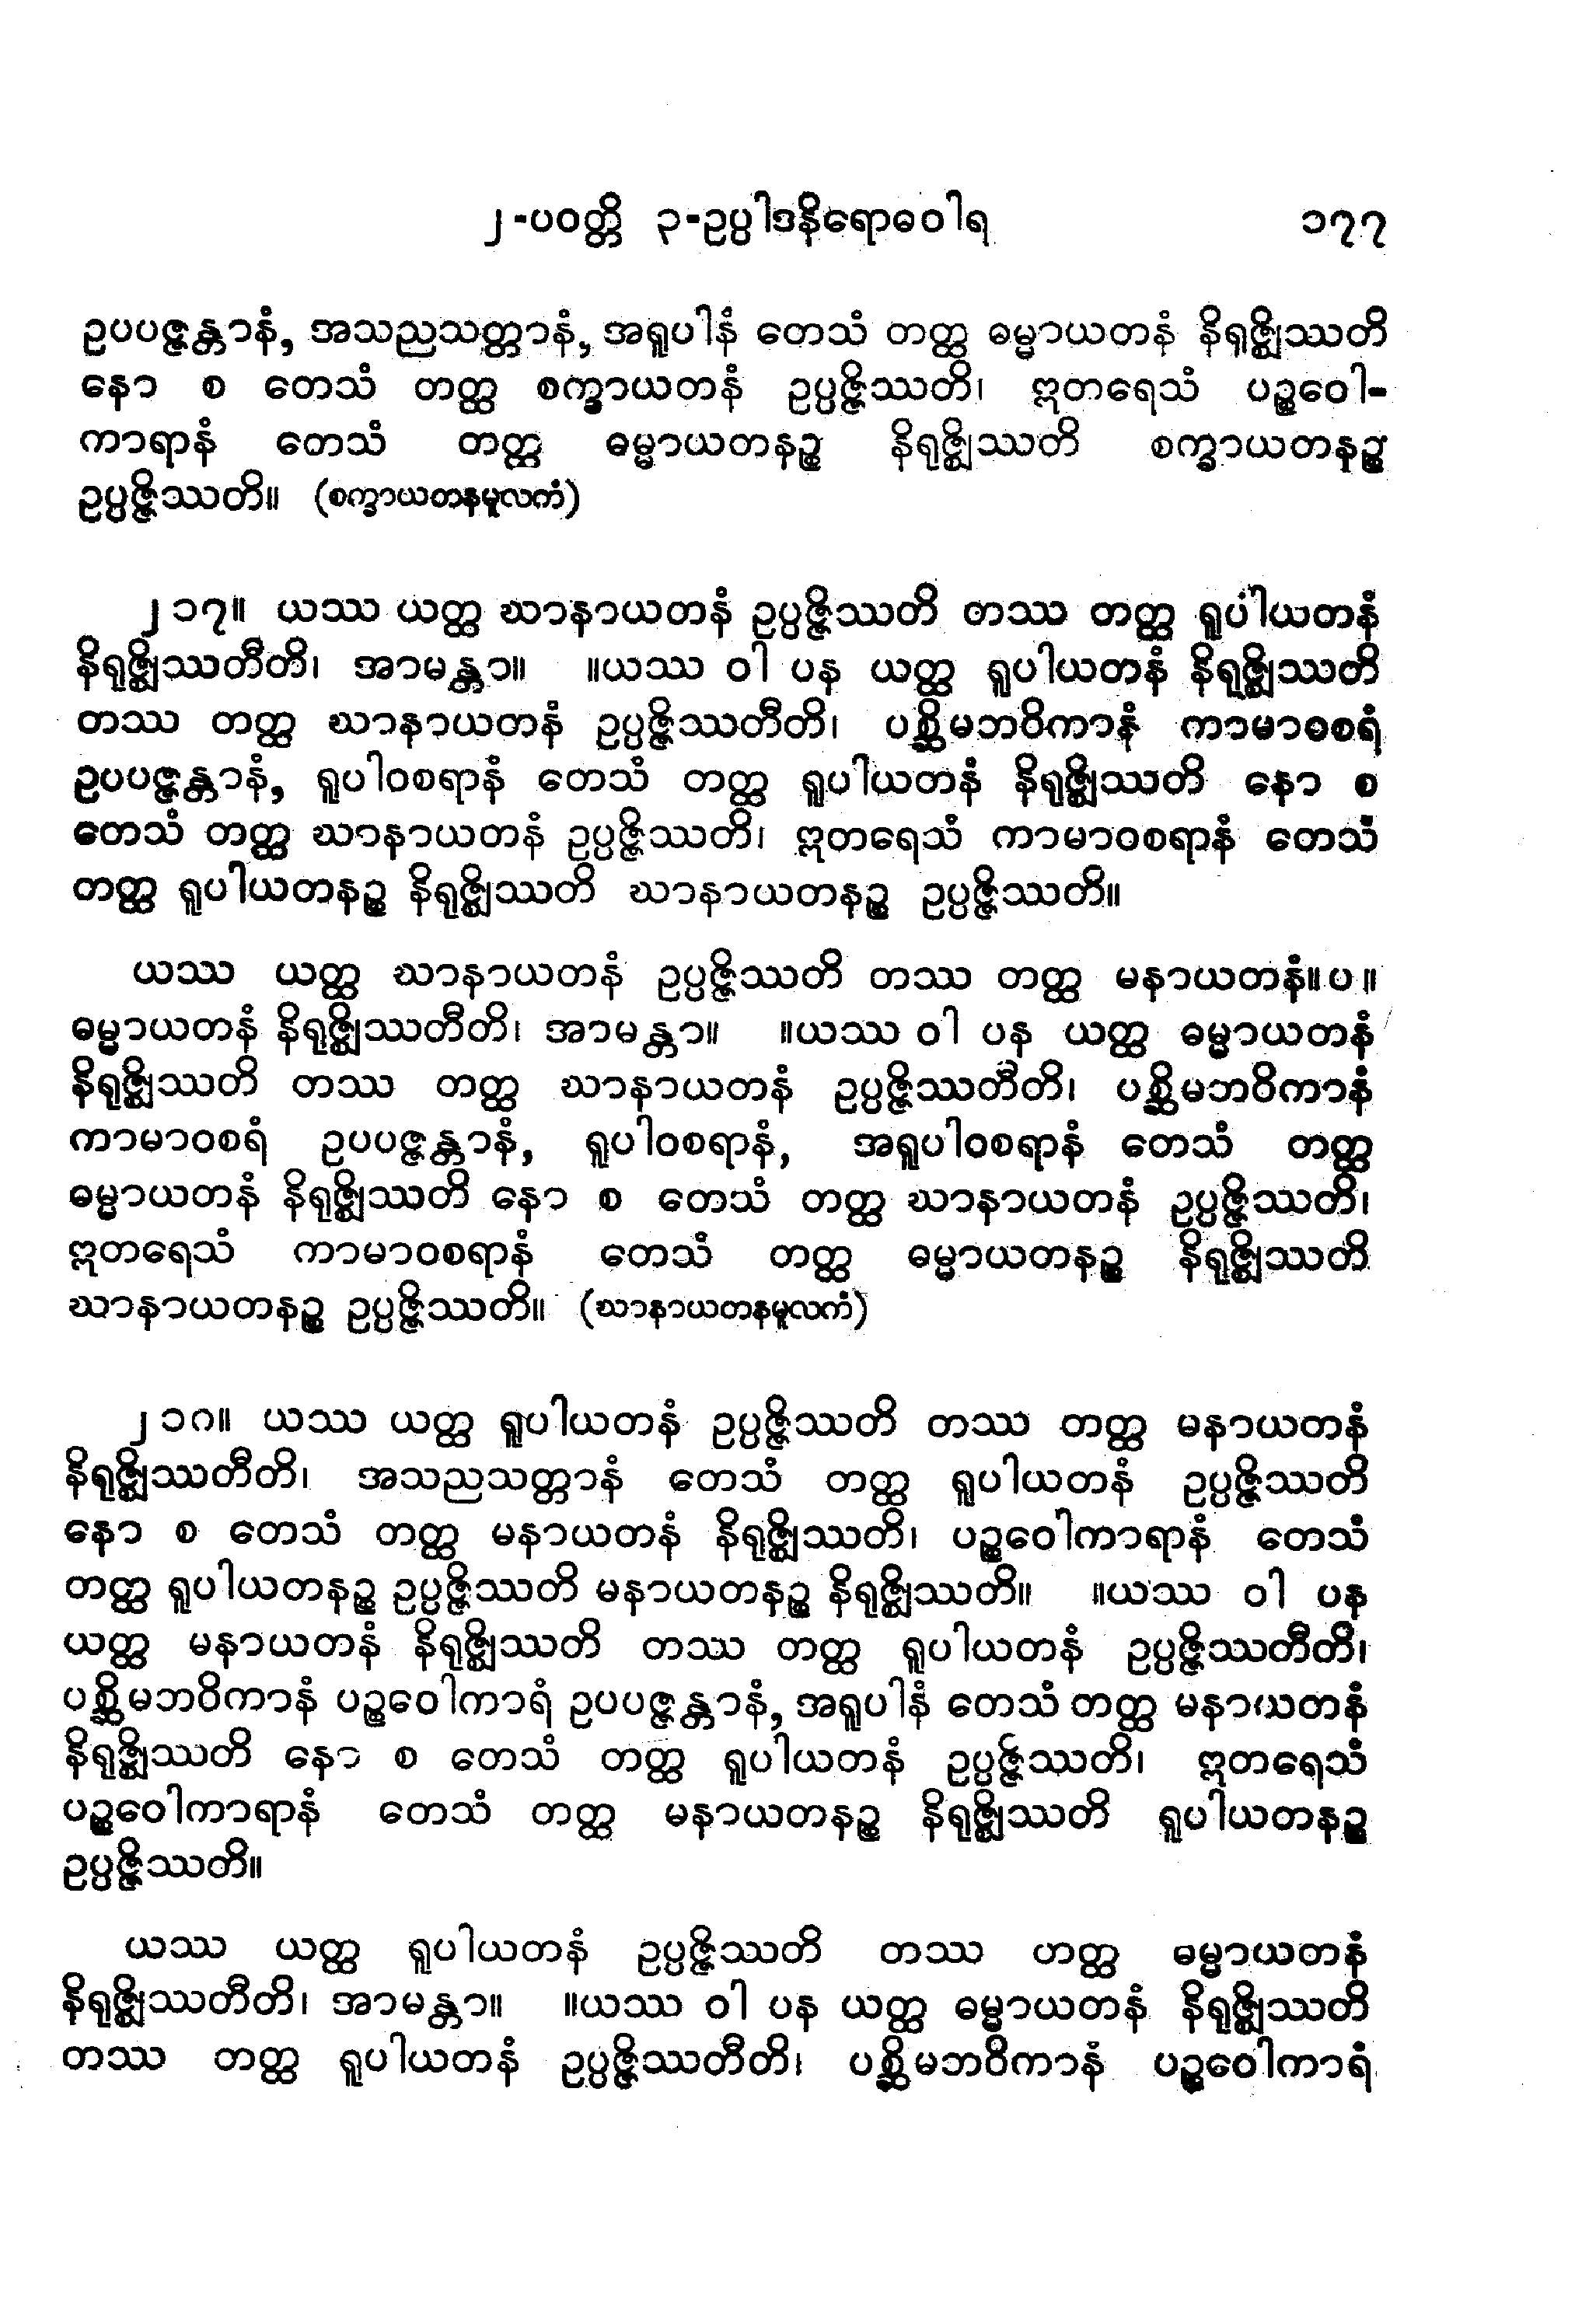 ၂-ပဝတ္တိ ၃-ဥပ္ပါဒနိရောဓဝါရ ၁၇၇
ဥပပဇ္ဇန္တာနံ, အသညသတ္တာနံ, အရူပါနံ တေသံ တတ္ထ ဓမ္မာယတနံ နိရုဇ္ဈိဿတိ
နော စ တေသံ တတ္ထ စက္ခာယတနံ ဥပ္ပဇ္ဇိဿတိ၊ ဣတရေသံ ပဉ္စဝေါ-
ကာရာနံ တေသံ တတ္ထ ဓမ္မာယတနဉ္စ နိရုဇ္ဈိဿတိ စက္ခာယတနဉ္စ
ဥပ္ပဇ္ဇိဿတိ။ (စက္ခာယတနမူလကံ)
၂၁၇။ ယဿ ယတ္ထ ဃာနာယတနံ ဥပ္ပဇ္ဇိဿတိ တဿ တတ္ထ ရူပါယတနံ
နိရုဇ္ဈိဿတီတိ၊ အာမန္တာ။ ။ယဿ ဝါ ပန ယတ္ထ ရူပါယတနံ နိရုဇ္ဈိဿတိ
တဿ တတ္ထ ဃာနာယတနံ ဥပ္ပဇ္ဇိဿတီတိ၊ ပစ္ဆိမဘဝိကာနံ ကာမာဝစရံ
ဥပပဇ္ဇန္တာနံ, ရူပါဝစရာနံ တေသံ တတ္ထ ရူပါယတနံ နိရုဇ္ဈိဿတိ နော စ
တေသံ တတ္ထ ဃာနာယတနံ ဥပ္ပဇ္ဇိဿတိ၊ ဣတရေသံ ကာမာဝစရာနံ တေသံ
တတ္ထ ရူပါယတနဉ္စ နိရုဇ္ဈိဿတိ ဃာနာယတနဉ္စ ဥပ္ပဇ္ဇိဿတိ။
ယဿ ယတ္ထ ဃာနာယတနံ ဥပ္ပဇ္ဇိဿတိ တဿ တတ္ထ မနာယတနံ။ပ။
ဓမ္မာယတနံ နိရုဇ္ဈိဿတီတိ၊ အာမန္တာ။ ။ယဿ ဝါ ပန ယတ္ထ ဓမ္မာယတနံ
နိရုဇ္ဈိဿတိ တဿ တတ္ထ ဃာနာယတနံ ဥပ္ပဇ္ဇိဿတီတိ၊ ပစ္ဆိမဘဝိကာနံ
ကာမာဝစရံ ဥပပဇ္ဇန္တာနံ, ရူပါဝစရာနံ, အရူပါဝစရာနံ တေသံ တတ္ထ
ဓမ္မာယတနံ နိရုဇ္ဈိဿတိ နော စ တေသံ တတ္ထ ဃာနာယတနံ ဥပ္ပဇ္ဇိဿတိ၊
ဣတရေသံ ကာမာဝစရာနံ တေသံ တတ္ထ ဓမ္မာယတနဉ္စ နိရုဇ္ဈိဿတိ
ဃာနာယတနဉ္စ ဥပ္ပဇ္ဇိဿတိ။ (ဃာနာယတနမူလကံ)
၂၁၈။ ယဿ ယတ္ထ ရူပါယတနံ ဥပ္ပဇ္ဇိဿတိ တဿ တတ္ထ မနာယတနံ
နိရုဇ္ဈိဿတီတိ၊ အသညသတ္တာနံ တေသံ တတ္ထ ရူပါယတနံ ဥပ္ပဇ္ဇိဿတိ
နော စ တေသံ တတ္ထ မနာယတနံ နိရုဇ္ဈိဿတိ၊ ပဉ္စဝေါကာရာနံ တေသံ
တတ္ထ ရူပါယတနဉ္စ ဥပ္ပဇ္ဇိဿတိ မနာယတနဉ္စ နိရုဇ္ဈိဿတိ။ ။ယဿ ဝါ ပန
ယတ္ထ မနာယတနံ နိရုဇ္ဈိဿတိ တဿ တတ္ထ ရူပါယတနံ ဥပ္ပဇ္ဇိဿတီတိ၊
ပစ္ဆိမဘဝိကာနံ ပဉ္စဝေါကာရံ ဥပပဇ္ဇန္တာနံ, အရူပါနံ တေသံ တတ္ထ မနာယတနံ
နိရုဇ္ဈိဿတိ နော စ တေသံ တတ္ထ ရူပါယတနံ ဥပ္ပဇ္ဇိဿတိ၊ ဣတရေသံ
ပဉ္စဝေါကာရာနံ တေသံ တတ္ထ မနာယတနဉ္စ နိရုဇ္ဈိဿတိ ရူပါယတနဉ္စ
ဥပ္ပဇ္ဇိဿတိ။
ယဿ ယတ္ထ ရူပါယတနံ ဥပ္ပဇ္ဇိဿတိ တဿ တတ္ထ ဓမ္မာယတနံ
နိရုဇ္ဈိဿတီတိ၊ အာမန္တာ။ ။ယဿ ဝါ ပန ယတ္ထ ဓမ္မာယတနံ နိရုဇ္ဈိဿတိ
တဿ တတ္ထ ရူပါယတနံ ဥပ္ပဇ္ဇိဿတီတိ၊ ပစ္ဆိမဘဝိကာနံ ပဉ္စဝေါကာရံ